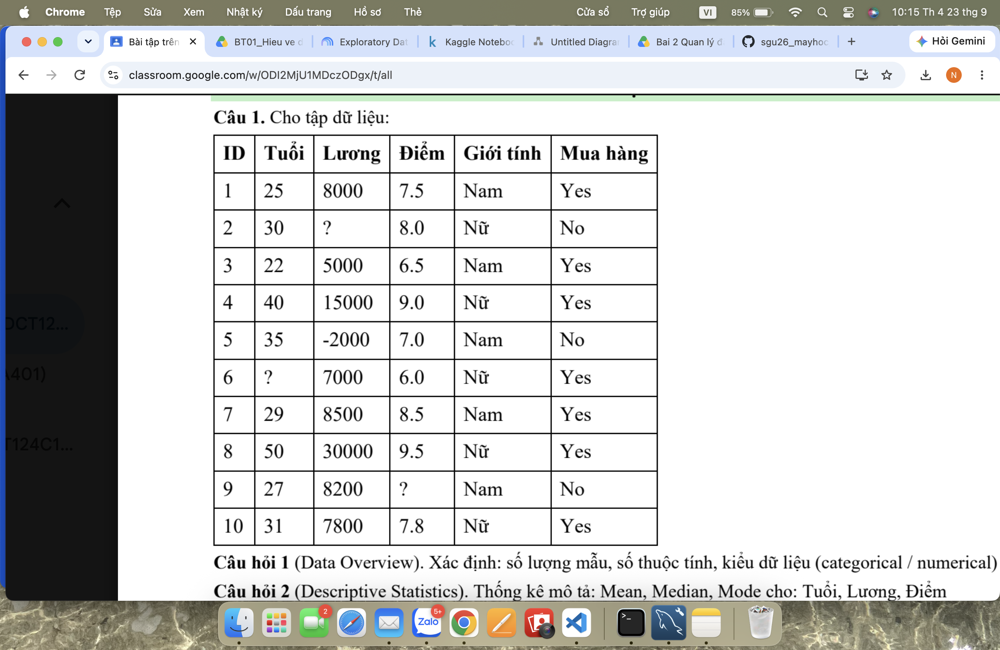 Chrome Tệp Sửa Xem Nhật ký Dấu trang Hồ sơ Thẻ Cửa sổ Trợ giúp VI 85% 10:15 Th 4 23 thg 9
Bài tập trên BT01_Hieu ve d Exploratory Dat Kaggle Noteboo Untitled Diagra Bai 2 Quan lý đ sgu26_mayhoc Hỏi Gemini
classroom.google.com/w/ODI2MjU1MDczODgx/t/all N
Câu 1. Cho tập dữ liệu:
ID Tuổi Lương Điểm Giới tính Mua hàng
1 25 8000 7.5 Nam Yes
2 30 ? 8.0 Nữ No
3 22 5000 6.5 Nam Yes
4 40 15000 9.0 Nữ Yes
DCT12...
5 35 -2000 7.0 Nam No
A401)
6 ? 7000 6.0 Nữ Yes
7 29 8500 8.5 Nam Yes
T124C1...
8 50 30000 9.5 Nữ Yes
9 27 8200 ? Nam No
10 31 7800 7.8 Nữ Yes
Câu hỏi 1 (Data Overview). Xác định: số lượng mẫu, số thuộc tính, kiểu dữ liệu (categorical / numerical)
Câu hỏi 2 (Descriptive Statistics). Thống kê mô tả: Mean, Median, Mode cho: Tuổi, Lương, Điểm
2 5+
Zalo